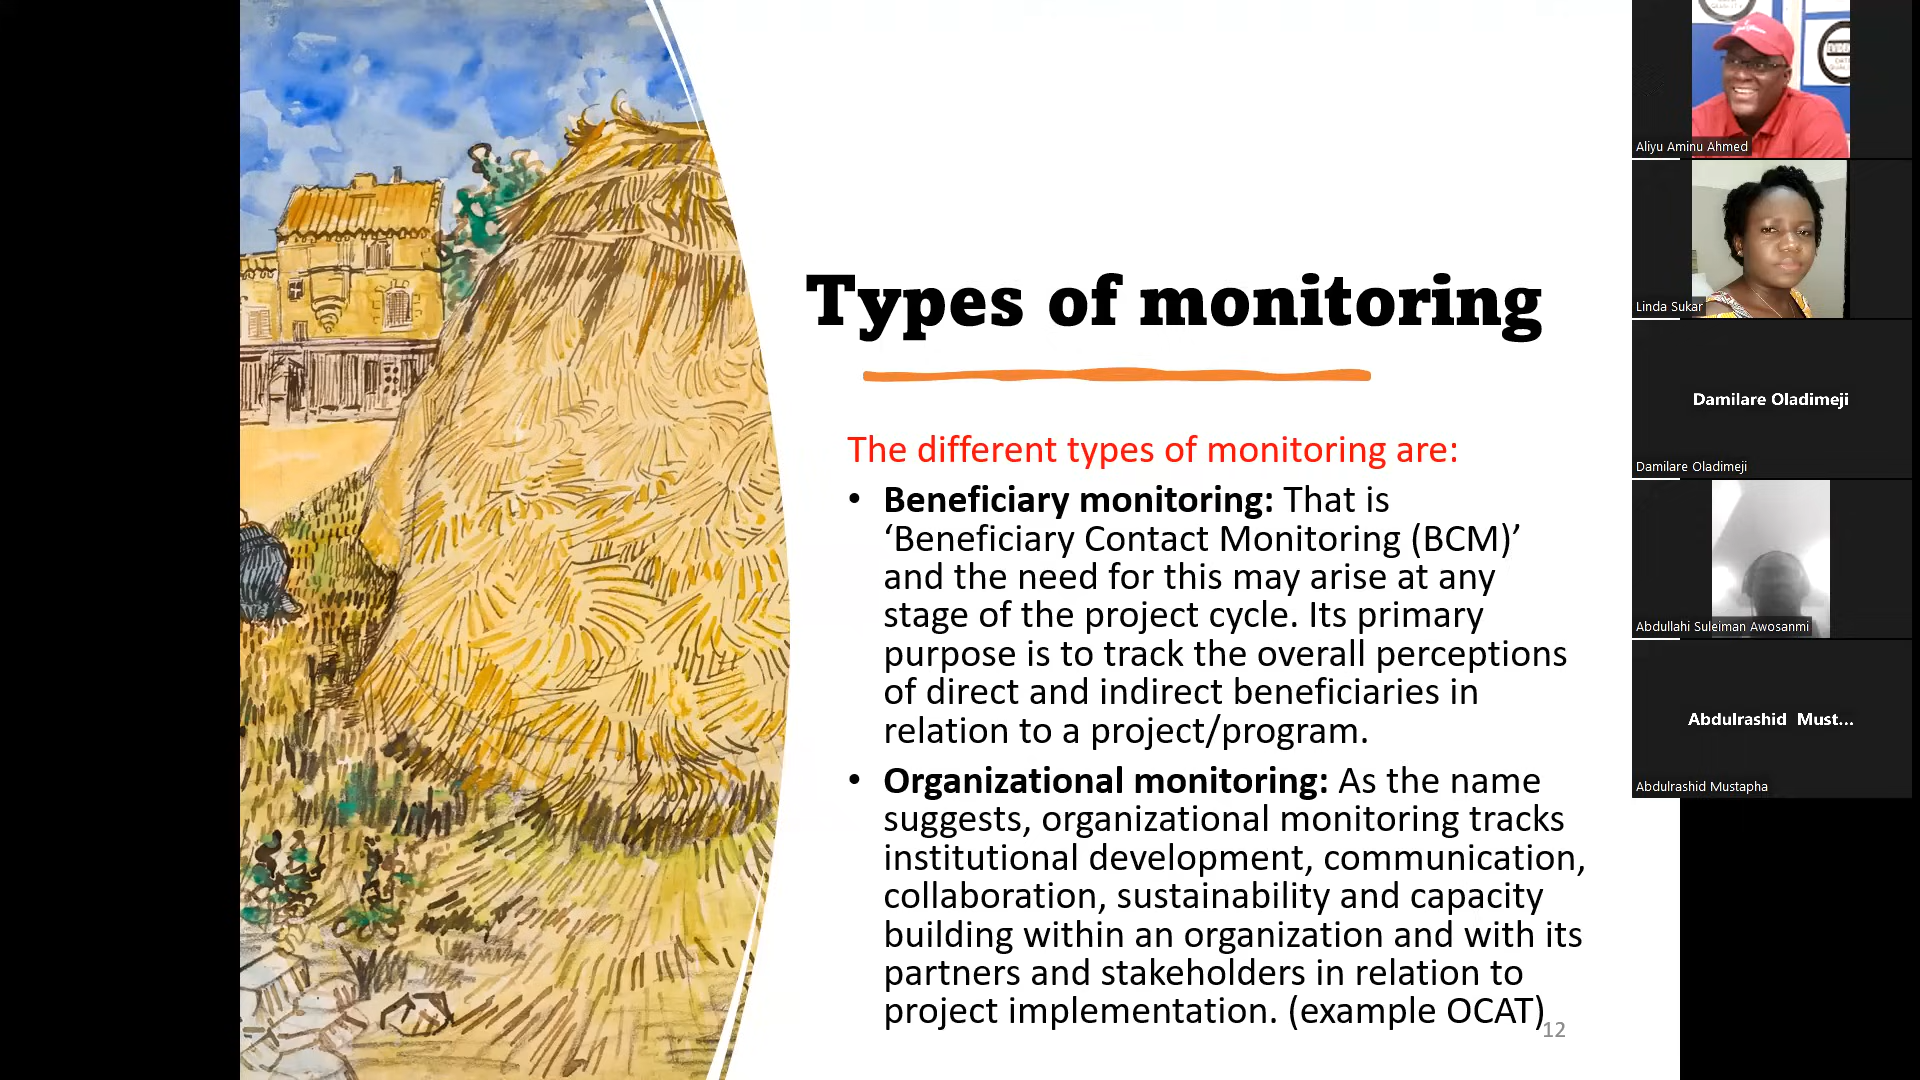 Types of monitoring
The different types of monitoring are:
• Beneficiary monitoring: That is
‘Beneficiary Contact Monitoring (BCM)’
and the need for this may arise at any
stage of the project cycle. Its primary
purpose is to track the overall perceptions
of direct and indirect beneficiaries in
relation to a project/program.
• Organizational monitoring: As the name
suggests, organizational monitoring tracks
institutional development, communication,
collaboration, sustainability and capacity
building within an organization and with its
partners and stakeholders in relation to
project implementation. (example OCAT)
12
Aliyu Aminu Ahmed
Linda Sukar
Damilare Oladimeji
Damilare Oladimeji
Abdullahi Suleiman Awosanmi
Abdulrashid Must...
Abdulrashid Mustapha